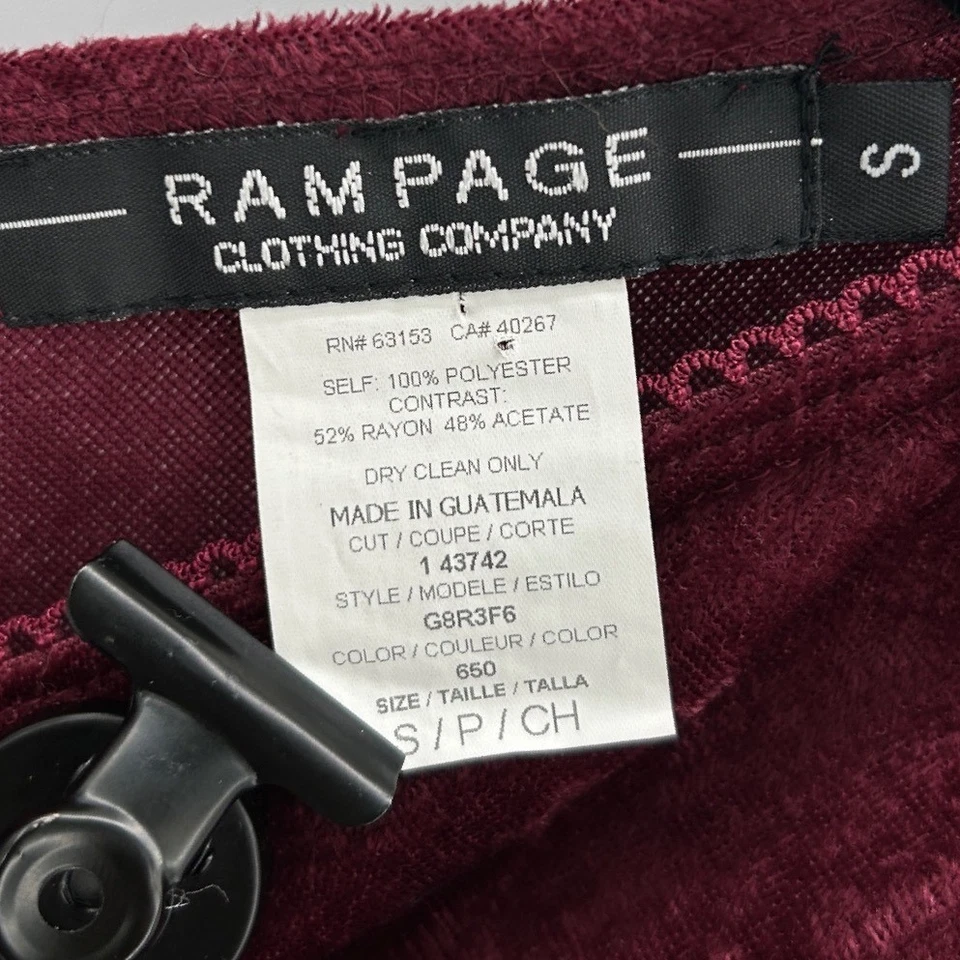 RAMPAGE
CLOTHING COMPANY
S
RN# 63153 CA# 40267
SELF: 100% POLYESTER
CONTRAST:
52% RAYON 48% ACETATE
DRY CLEAN ONLY
MADE IN GUATEMALA
CUT / COUPE / CORTE
1 43742
STYLE / MODELE / ESTILO
G8R3F6
COLOR / COULEUR / COLOR
650
SIZE / TAILLE / TALLA
S / P / CH